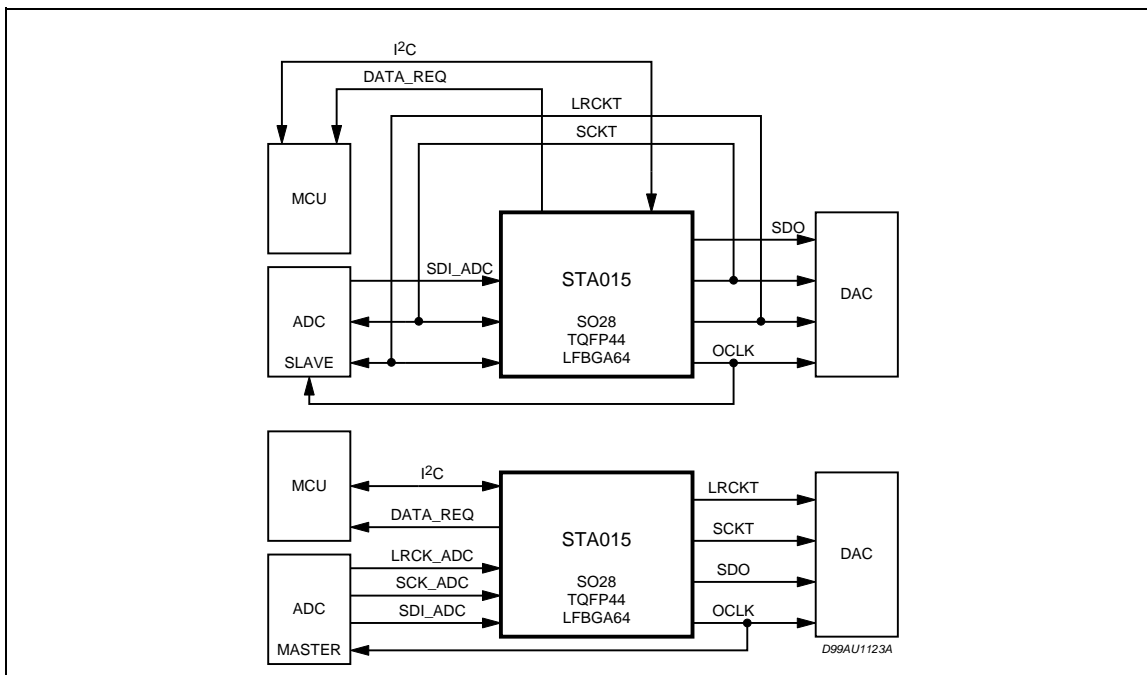 I2C
DATA_REQ
LRCKT
SCKT
MCU
SDO
SDI_ADC
STA015
DAC
ADC
SO28
TQFP44
LFBGA64
SLAVE
OCLK
MCU
I2C
LRCKT
DATA_REQ
STA015
SCKT
DAC
LRCK_ADC
SCK_ADC
SO28
TQFP44
LFBGA64
SDO
ADC
SDI_ADC
OCLK
MASTER
D99AU1123A